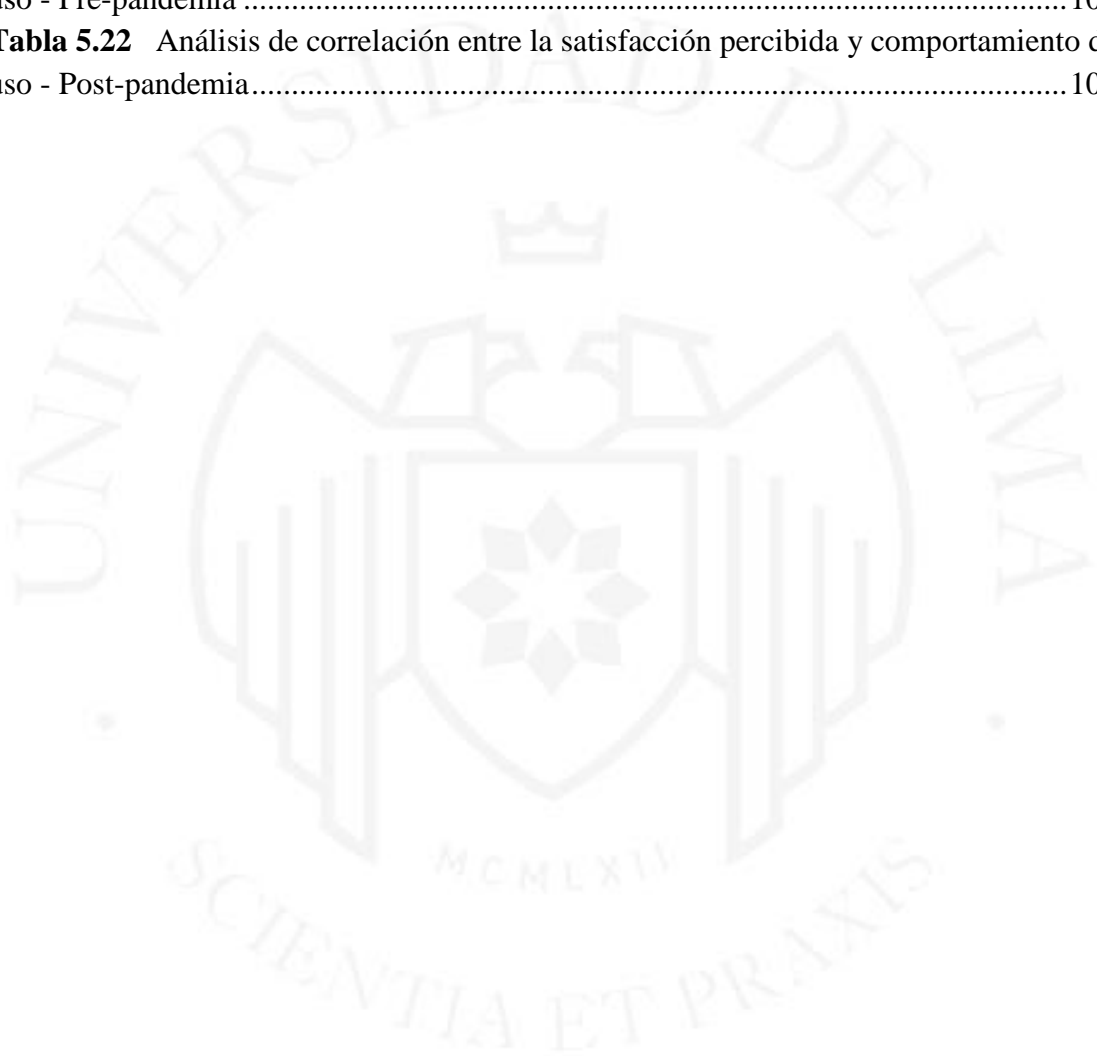 uso - Pre-pandemia ........................................................................................................ 10
Tabla 5.22 Análisis de correlación entre la satisfacción percibida y comportamiento d
uso - Post-pandemia....................................................................................................... 10
UNIVERSIDAD DE LIMA
MCMLXII
SCIENTIA ET PRAXIS